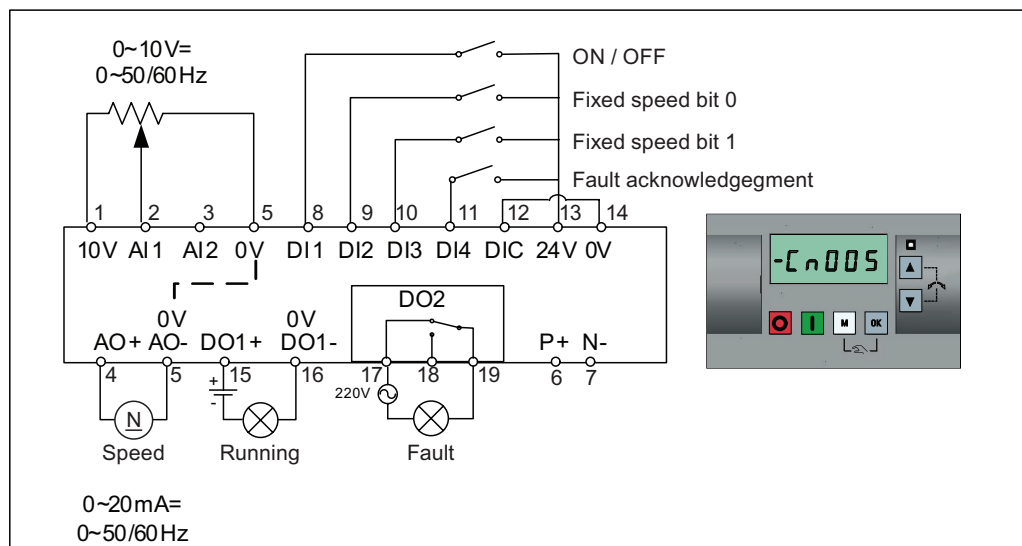 0~10V=
0~50/60Hz
ON / OFF
Fixed speed bit 0
Fixed speed bit 1
Fault acknowledgegment
1 2 3 5 8 9 10 11 12 13 14
10V AI1 AI2 0V DI1 DI2 DI3 DI4 DIC 24V 0V
-Cn005
M OK
DO2
0V 0V
AO+ AO- DO1+ DO1- P+ N-
4 5 15 16 17 18 19 6 7
+
-
220V
N
Speed Running Fault
0~20mA=
0~50/60Hz